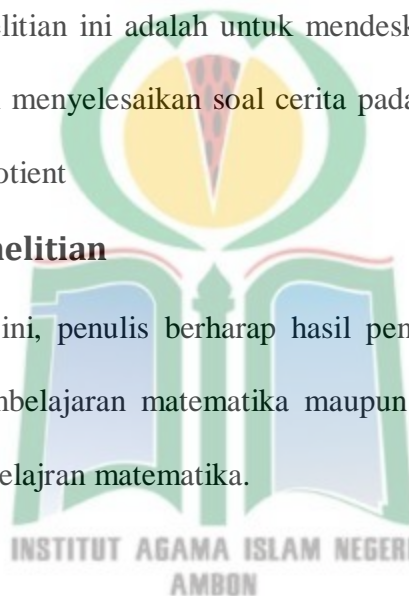 elitian ini adalah untuk mendesk
menyelesaikan soal cerita pada
otient
nelitian
ini, penulis berharap hasil pen
nbelajaran matematika maupun
elajran matematika.
INSTITUT AGAMA ISLAM NEGERI
AMBON